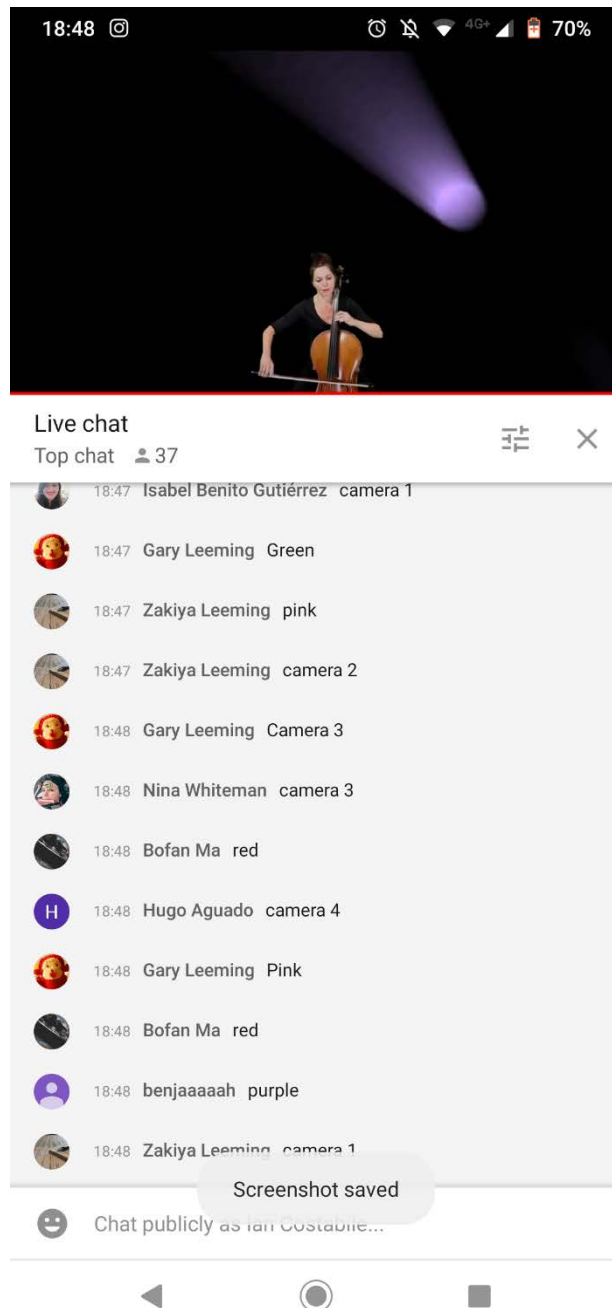 18:48 4G+ 70%
Live chat
Top chat 37
18:47 Isabel Benito Gutiérrez camera 1
18:47 Gary Leeming Green
18:47 Zakiya Leeming pink
18:47 Zakiya Leeming camera 2
18:48 Gary Leeming Camera 3
18:48 Nina Whiteman camera 3
18:48 Bofan Ma red
H 18:48 Hugo Aguado camera 4
18:48 Gary Leeming Pink
18:48 Bofan Ma red
18:48 benjaaaaah purple
18:48 Zakiya Leeming camera 1
Screenshot saved
Chat publicly as Ian Costabile...